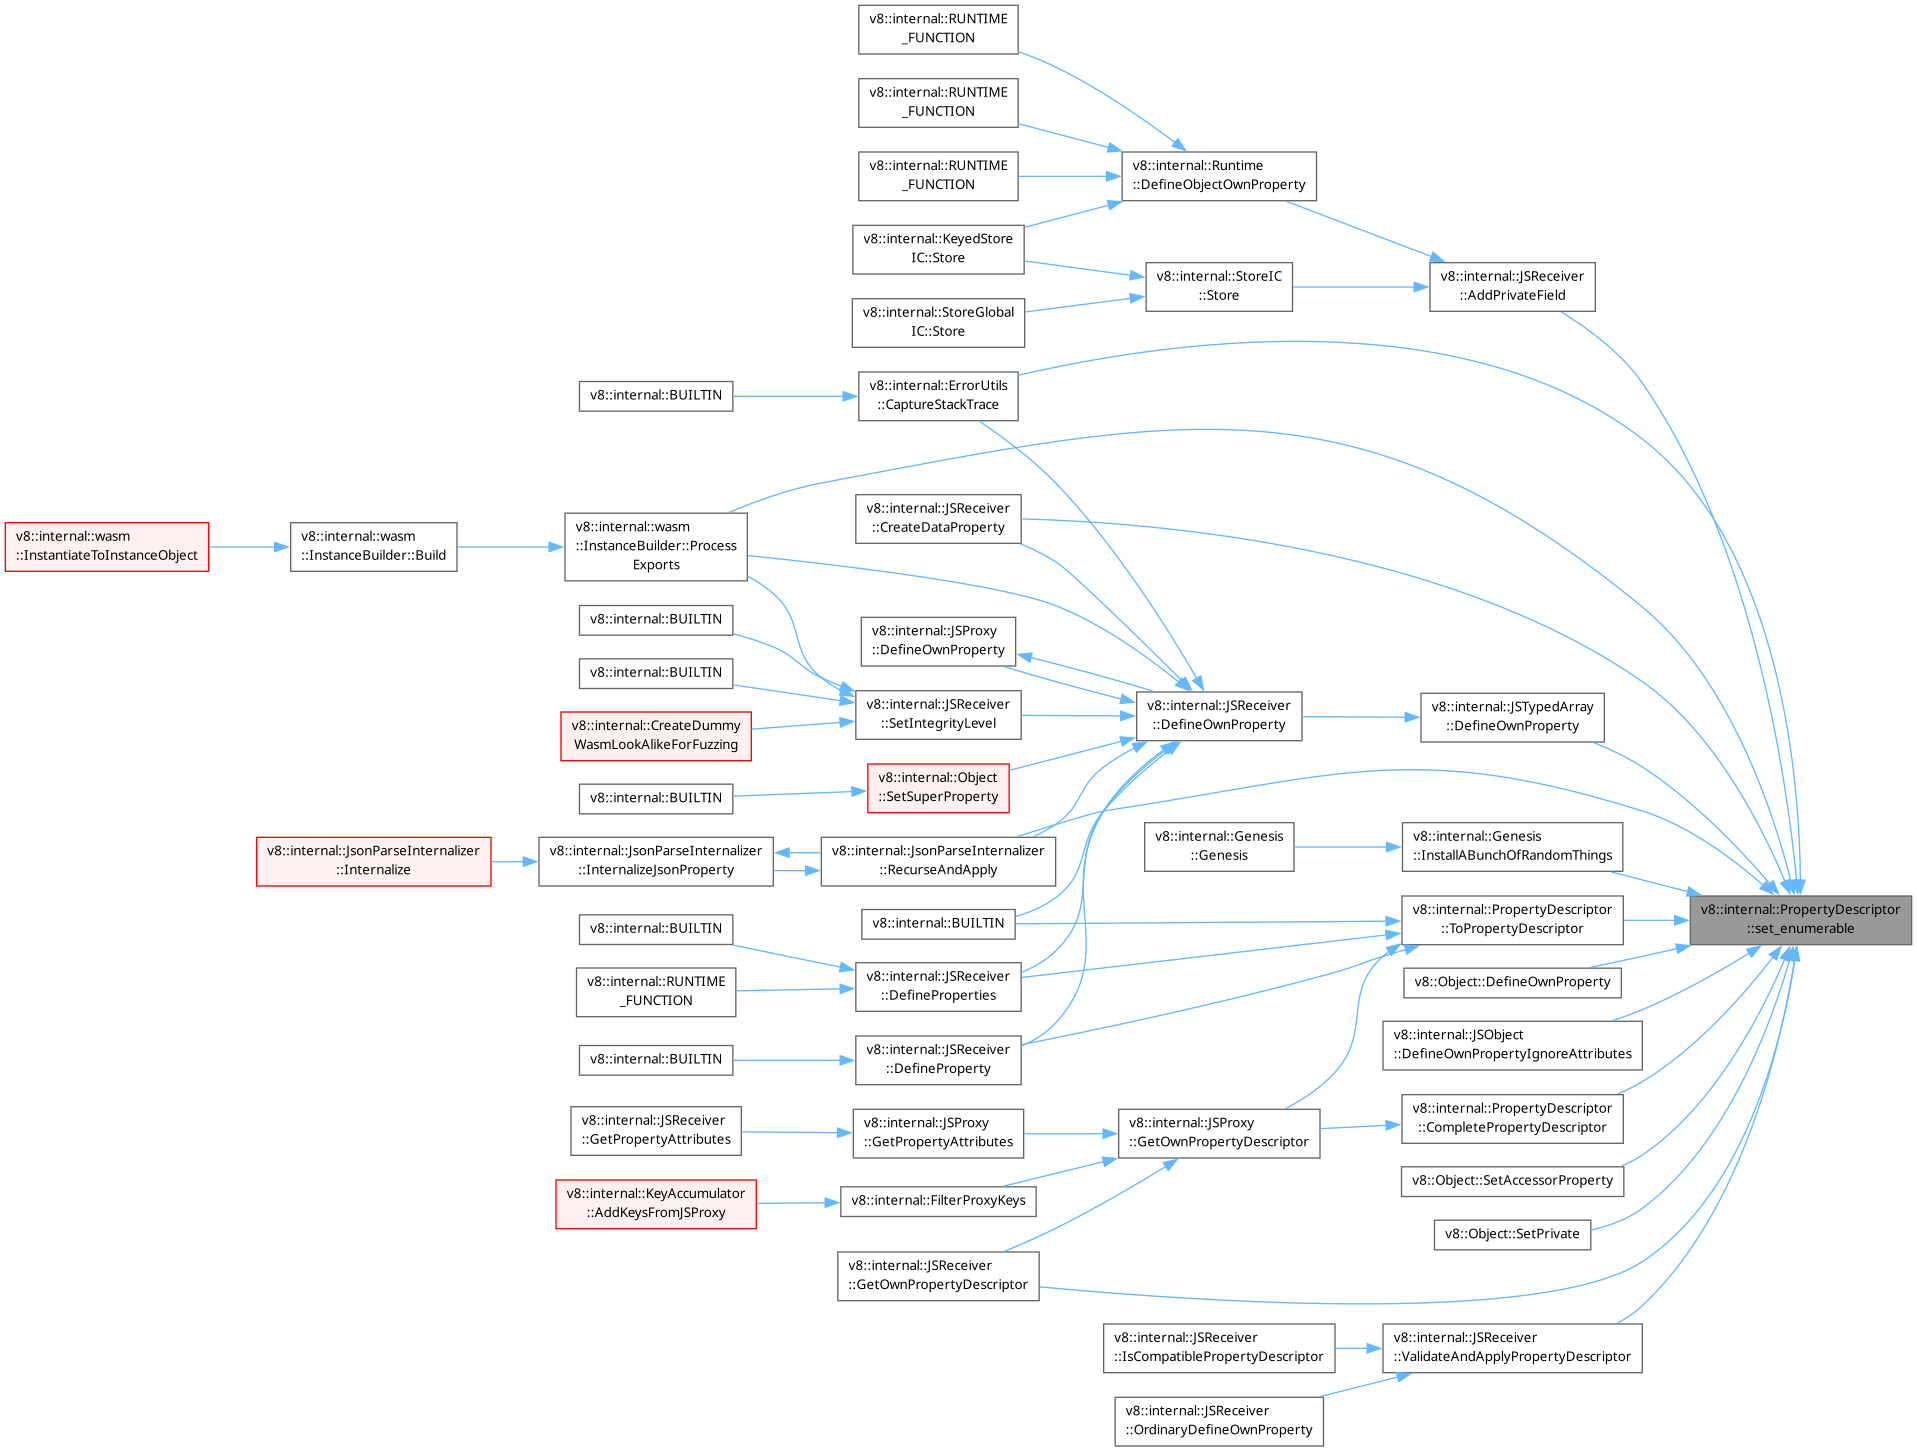 v8::internal::RUNTIME
_FUNCTION
v8::internal::RUNTIME
_FUNCTION
v8::internal::RUNTIME
_FUNCTION
v8::internal::Runtime
::DefineObjectOwnProperty
v8::internal::KeyedStore
IC::Store
v8::internal::StoreIC
::Store
v8::internal::JSReceiver
::AddPrivateField
v8::internal::StoreGlobal
IC::Store
v8::internal::BUILTIN
v8::internal::ErrorUtils
::CaptureStackTrace
v8::internal::wasm
::InstantiateToInstanceObject
v8::internal::wasm
::InstanceBuilder::Build
v8::internal::wasm
::InstanceBuilder::Process
Exports
v8::internal::JSReceiver
::CreateDataProperty
v8::internal::BUILTIN
v8::internal::JSProxy
::DefineOwnProperty
v8::internal::BUILTIN
v8::internal::JSReceiver
::SetIntegrityLevel
v8::internal::JSReceiver
::DefineOwnProperty
v8::internal::JSTypedArray
::DefineOwnProperty
v8::internal::CreateDummy
WasmLookAlikeForFuzzing
v8::internal::Object
::SetSuperProperty
v8::internal::BUILTIN
v8::internal::JsonParseInternalizer
::Internalize
v8::internal::JsonParseInternalizer
::InternalizeJsonProperty
v8::internal::JsonParseInternalizer
::RecurseAndApply
v8::internal::Genesis
::Genesis
v8::internal::Genesis
::InstallABunchOfRandomThings
v8::internal::PropertyDescriptor
::set_enumerable
v8::internal::BUILTIN
v8::internal::PropertyDescriptor
::ToPropertyDescriptor
v8::internal::BUILTIN
v8::internal::RUNTIME
_FUNCTION
v8::internal::JSReceiver
::DefineProperties
v8::Object::DefineOwnProperty
v8::internal::JSObject
::DefineOwnPropertyIgnoreAttributes
v8::internal::BUILTIN
v8::internal::JSReceiver
::DefineProperty
v8::internal::PropertyDescriptor
::CompletePropertyDescriptor
v8::internal::JSReceiver
::GetPropertyAttributes
v8::internal::JSProxy
::GetPropertyAttributes
v8::internal::JSProxy
::GetOwnPropertyDescriptor
v8::Object::SetAccessorProperty
v8::internal::KeyAccumulator
::AddKeysFromJSProxy
v8::internal::FilterProxyKeys
v8::Object::SetPrivate
v8::internal::JSReceiver
::GetOwnPropertyDescriptor
v8::internal::JSReceiver
::IsCompatiblePropertyDescriptor
v8::internal::JSReceiver
::ValidateAndApplyPropertyDescriptor
v8::internal::JSReceiver
::OrdinaryDefineOwnProperty